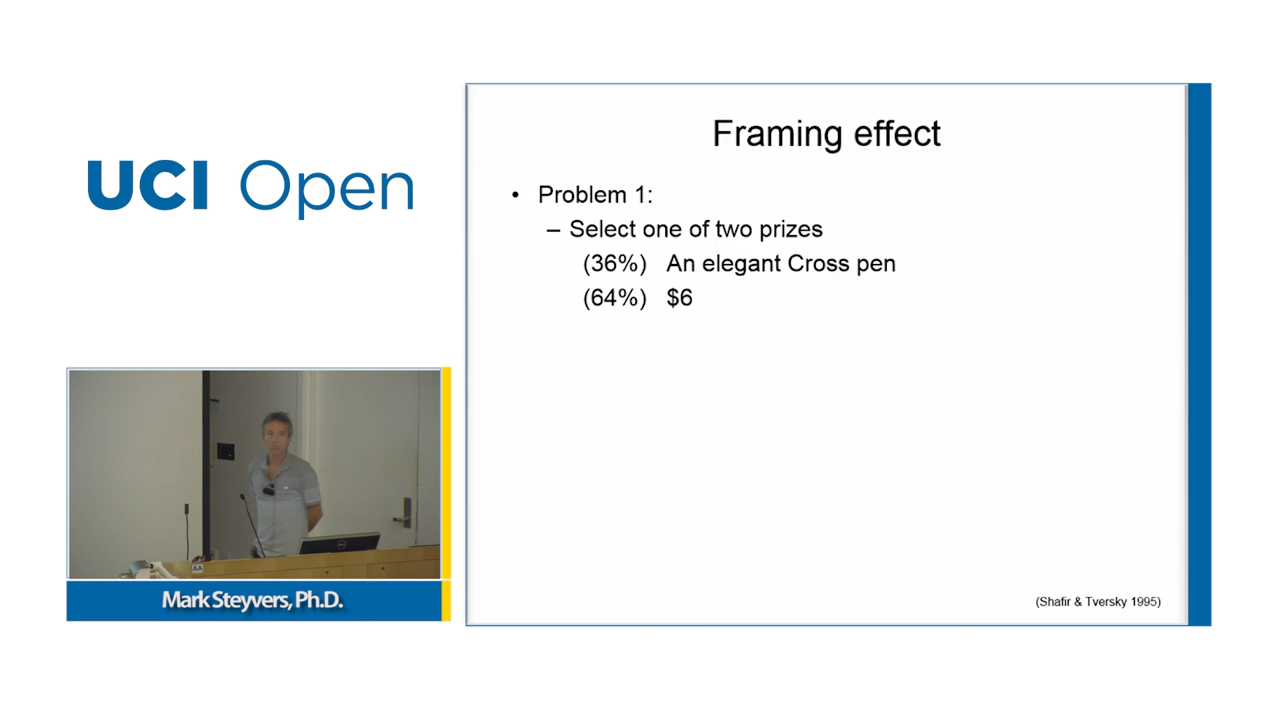 UCI Open
Framing effect
• Problem 1:
– Select one of two prizes
(36%) An elegant Cross pen
(64%) $6
(Shafir & Tversky 1995)
AA
Mark Steyvers, Ph.D.